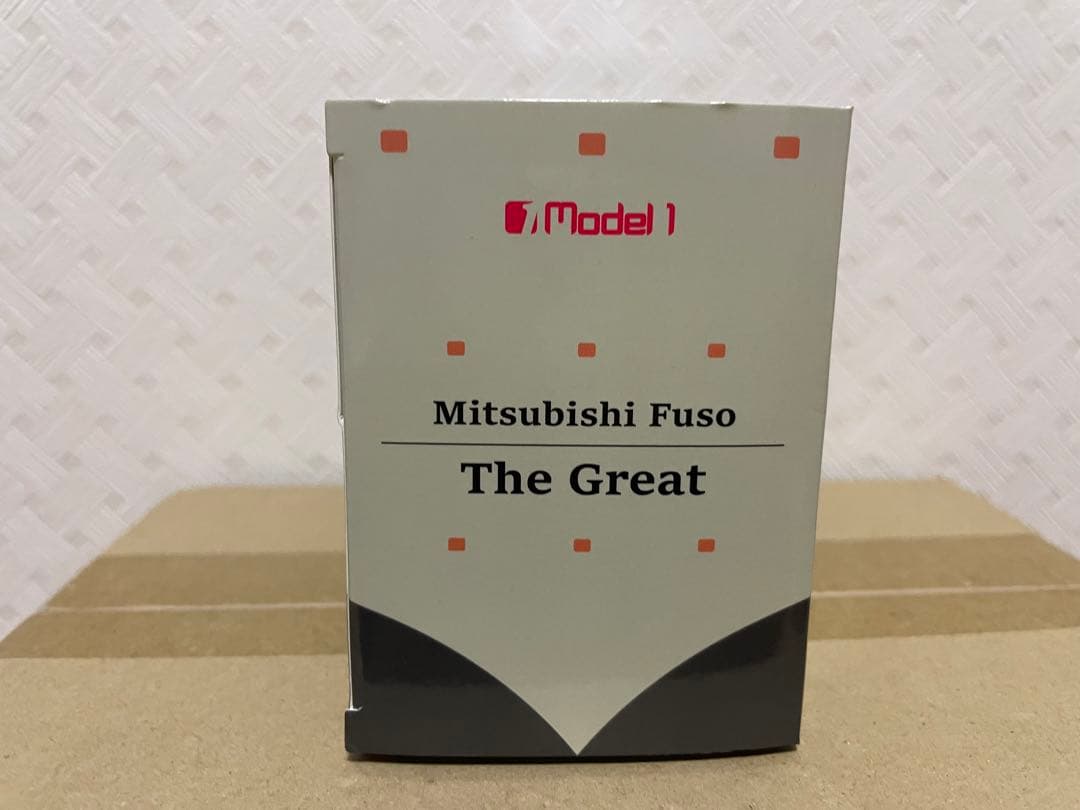 Model 1
Mitsubishi Fuso
The Great